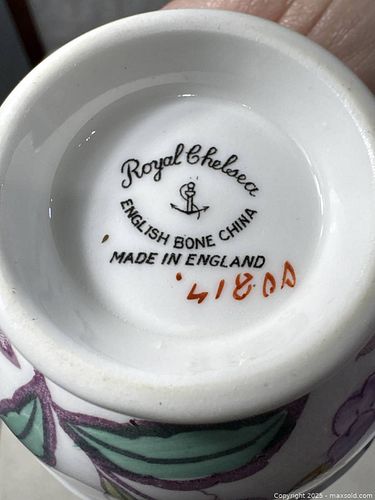 Royal Chelsea
ENGLISH BONE CHINA
MADE IN ENGLAND
Copyright 2025 - maxsold.com